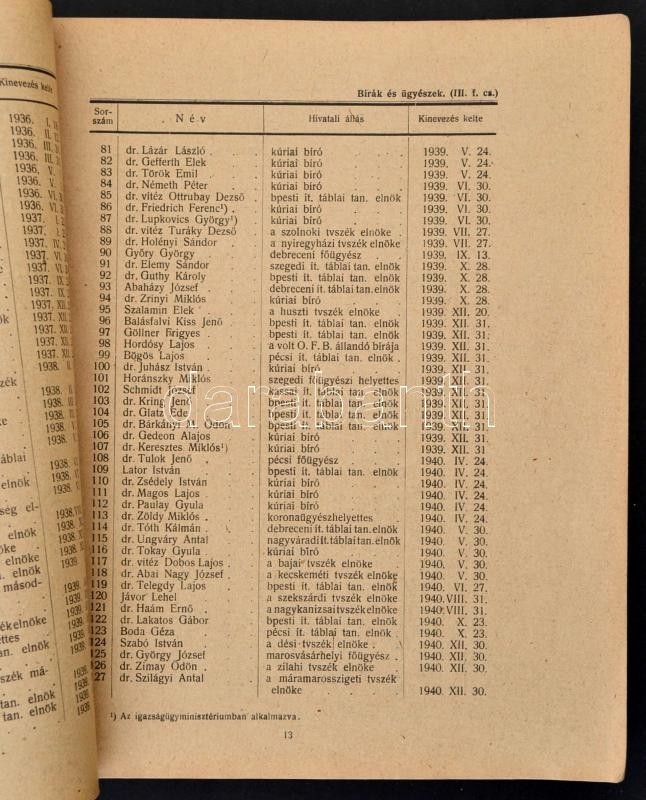 Kinevezés kelte
Birák és ügyészek. (III. f. cs.)
Sor-szám Név Hivatali állás Kinevezés kelte
81 dr. Lázár László kúriai bíró 1939. V. 24.
82 dr. Gefferth Elek kúriai bíró 1939. V. 24.
83 dr. Török Emil kúriai bíró 1939. V. 24.
84 dr. Németh Péter kúriai bíró 1939. VI. 30.
85 dr. vitéz Ottrubay Dezső bpesti ít. táblai tan. elnök 1939. VI. 30.
86 dr. Friedrich Ferenc¹) kúriai bíró 1939. VI. 30.
87 dr. Lupkovics György¹) kúriai bíró 1939. VI. 30.
88 dr. vitéz Turáky Dezső a szolnoki tvszék elnöke 1939. VII. 27.
89 dr. Holényi Sándor a nyiregyházi tvszék elnöke 1939. VII. 27.
90 Győry György debreceni főügyész 1939. IX. 13.
91 dr. Elemy Sándor szegedi ít. táblai tan. elnök 1939. X. 28.
92 dr. Guthy Károly bpesti ít. táblai tan. elnök 1939. X. 28.
93 Abaházy József debreceni ít. táblai tan. elnök 1939. X. 28.
94 dr. Zrinyi Miklós kúriai bíró 1939. X. 28.
95 Szalamin Elek a huszti tvszék elnöke 1939. XII. 20.
96 Balásfalvi Kiss Jenő bpesti ít. táblai tan. elnök 1939. XII. 31.
97 Göllner Frigyes bpesti ít. táblai tan. elnök 1939. XII. 31.
98 Hordósy Lajos a volt O. F. B. állandó bírája 1939. XII. 31.
99 Bögös Lajos pécsi ít. táblai tan. elnök 1939. XII. 31.
100 dr. Juhász István kúriai bíró 1939. XII. 31.
101 Horánszky Miklós szegedi főügyészi helyettes 1939. XII. 31.
102 Schmidt József kassai ít. táblai tan. elnök 1939. XII. 31.
103 dr. Kring Jenő bpesti ít. táblai tan. elnök 1939. XII. 31.
104 dr. Glatz Ede bpesti ít. táblai tan. elnök 1939. XII. 31.
105 dr. Bárkányi M. Ödön bpesti ít. táblai tan. elnök 1939. XII. 31.
106 dr. Gedeon Alajos kúriai bíró 1939. XII. 31.
107 dr. Keresztes Miklós¹) kúriai bíró 1939. XII. 31.
108 dr. Tulok Jenő pécsi főügyész 1940. IV. 24.
109 Lator István bpesti ít. táblai tan. elnök 1940. IV. 24.
110 dr. Zsédely István kúriai bíró 1940. IV. 24.
111 dr. Magos Lajos kúriai bíró 1940. IV. 24.
112 dr. Paulay Gyula kúriai bíró 1940. IV. 24.
113 dr. Zöldy Miklós koronaügyészhelyettes 1940. IV. 24.
114 dr. Tóth Kálmán debreceni ít. táblai tan. elnök 1940. V. 30.
115 dr. Ungváry Antal nagyváradi ít. táblai tan. elnök 1940. V. 30.
116 dr. Tokay Gyula kúriai bíró 1940. V. 30.
117 dr. vitéz Dobos Lajos a bajai tvszék elnöke 1940. V. 30.
118 dr. Abai Nagy József a kecskeméti tvszék elnöke 1940. V. 30.
119 dr. Telegdy Lajos bpesti ít. táblai tan. elnök 1940. VI. 27.
120 Jávor Lehel a szekszárdi tvszék elnöke 1940. VIII. 31.
121 dr. Haám Ernő a nagykanizsai tvszék elnöke 1940. VIII. 31.
122 dr. Lakatos Gábor bpesti ít. táblai tan. elnök 1940. X. 23.
123 Boda Géza pécsi ít. táblai tan. elnök 1940. X. 23.
124 Szabó István a dési tvszék elnöke 1940. XII. 30.
125 dr. György József marosvásárhelyi főügyész 1940. XII. 30.
126 dr. Zimay Ödön a zilahi tvszék elnöke 1940. XII. 30.
27 dr. Szilágyi Antal a máramarosszigeti tvszék
elnöke 1940. XII. 30.
¹) Az igazságügyminisztériumban alkalmazva.
13
darabanth